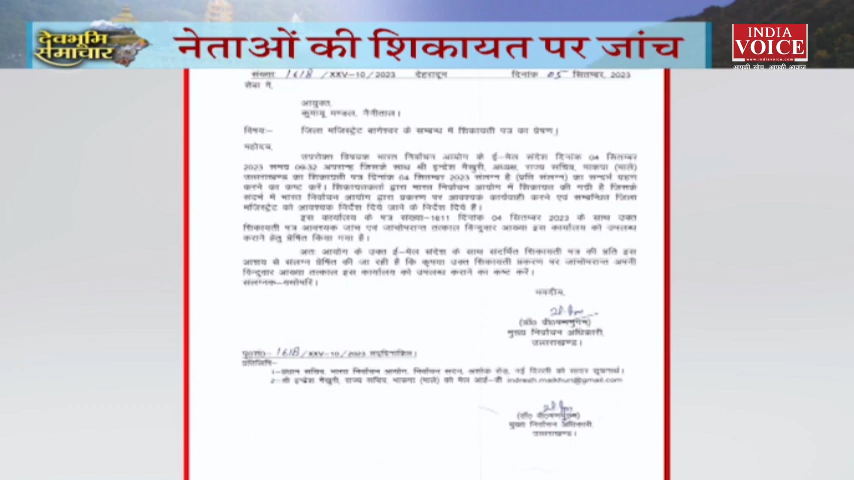 देवभूमि
समाचार
नेताओं की शिकायत पर जांच
INDIA
VOICE
संख्या: 1618 /XXV-10/2023 देहरादून दिनांक 05 सितम्बर, 2023
सेवा में,
आयुक्त,
कुमायू मण्डल, नैनीताल।
विषयः- जिला मजिस्ट्रेट बागेश्वर के सम्बन्ध में शिकायती पत्र का प्रेषण।
महोदय,
उपरोक्त विषयक भारत निर्वाचन आयोग के ई-मेल संदेश दिनांक 04 सितम्बर
2023 समय 09:32 अपरान्ह जिसके साथ श्री इन्द्रेश मैखुरी, अध्यक्ष, राज्य सचिव, भाकपा (माले)
उत्तराखण्ड का शिकायती पत्र दिनांक 04 सितम्बर 2023 संलग्न है (प्रति संलग्न) का सन्दर्भ ग्रहण
करने का कष्ट करें। शिकायतकर्ता द्वारा भारत निर्वाचन आयोग में शिकायत की गयी है जिसके
संदर्भ में भारत निर्वाचन आयोग द्वारा प्रकरण पर आवश्यक कार्यवाही करने एवं सम्बन्धित जिला
मजिस्ट्रेट को आवश्यक निर्देश दिये जाने के निर्देश दिये हैं।
इस कार्यालय के पत्र संख्या-1611 दिनांक 04 सितम्बर 2023 के साथ उक्त
शिकायती पत्र आवश्यक जांच एवं जांचोपरान्त तत्काल बिन्दुवार आख्या इस कार्यालय को उपलब्ध
कराने हेतु प्रेषित किया गया है।
अतः आयोग के उक्त ई-मेल संदेश के साथ संदर्भित शिकायती पत्र की प्रति इस
आशय से संलग्न प्रेषित की जा रही है कि कृपया उक्त शिकायती प्रकरण पर जांचोपरान्त अपनी
बिन्दुवार आख्या तत्काल इस कार्यालय को उपलब्ध कराने का कष्ट करें।
संलग्नक-यथोपरि।
भवदीय,
(डॉ० वी०षणमुगम)
मुख्य निर्वाचन अधिकारी,
उत्तराखण्ड।
पृ०सं०- 1618 /XXV-10/2023 तद्दिनांकित।
प्रतिलिपि-
1-प्रधान सचिव, भारत निर्वाचन आयोग, निर्वाचन सदन, अशोक रोड, नई दिल्ली को सादर सूचनार्थ।
2-श्री इन्द्रेश मैखुरी, राज्य सचिव, भाकपा (माले) को मेल आई-डी indresh.maikhuri@gmail.com
(डॉ० वी०षणमुगम)
मुख्य निर्वाचन अधिकारी,
उत्तराखण्ड।